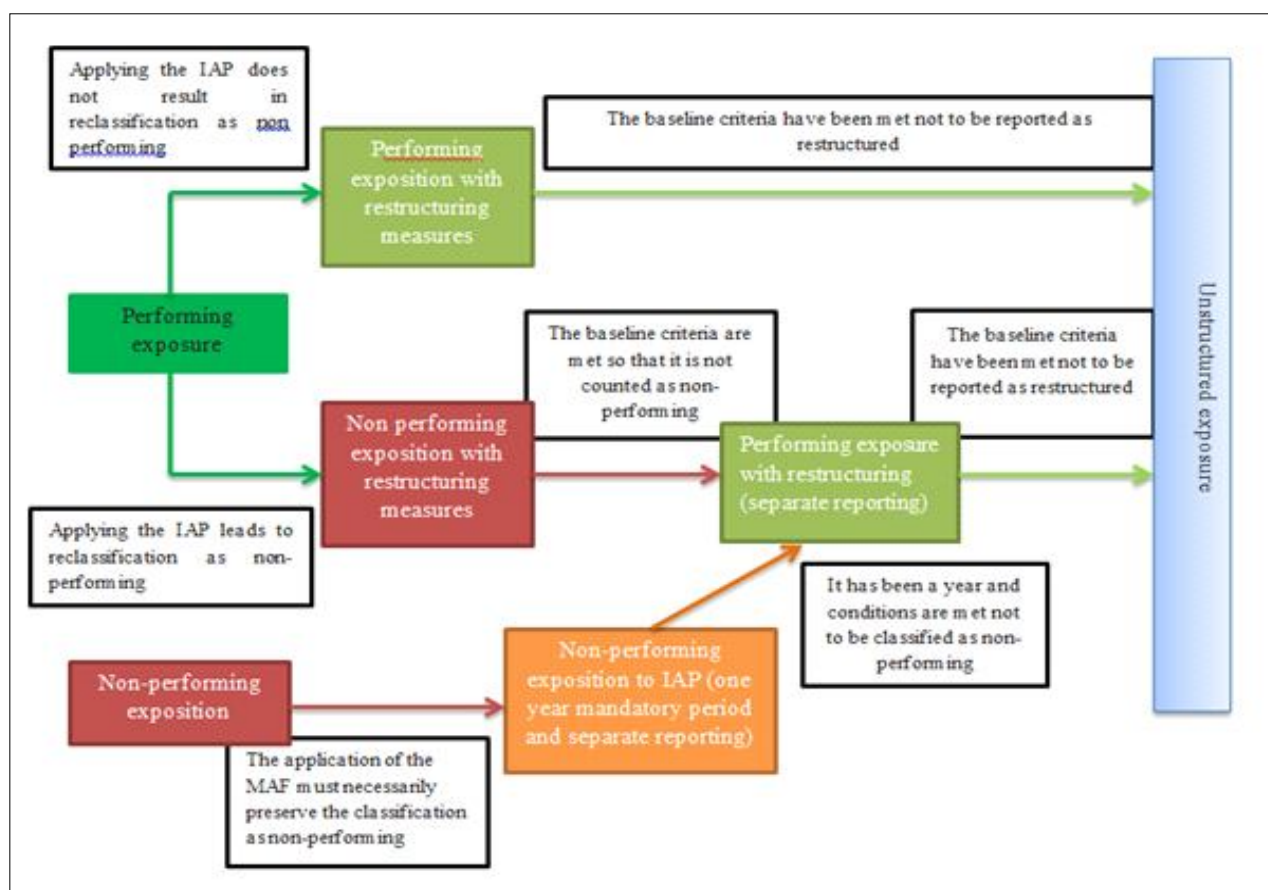 Applying the IAP does
not result in
reclassification as non
performing
The baseline criteria have been met not to be reported as
restructured
Performing
exposition with
restructuring
measures
Performing
exposure
Unstructured exposure
The baseline criteria are
met so that it is not
counted as non-
performing
The baseline criteria
have been met not to be
reported as restructured
Non performing
exposition with
restructuring
measures
Performing exposure
with restructuring
(separate reporting)
Applying the IAP leads to
reclassification as non-
performing
It has been a year and
conditions are met not
to be classified as non-
performing
Non-performing
exposition
Non-performing
exposition to IAP (one
year mandatory period
and separate reporting)
The application of the
MAF must necessarily
preserve the classification
as non-performing